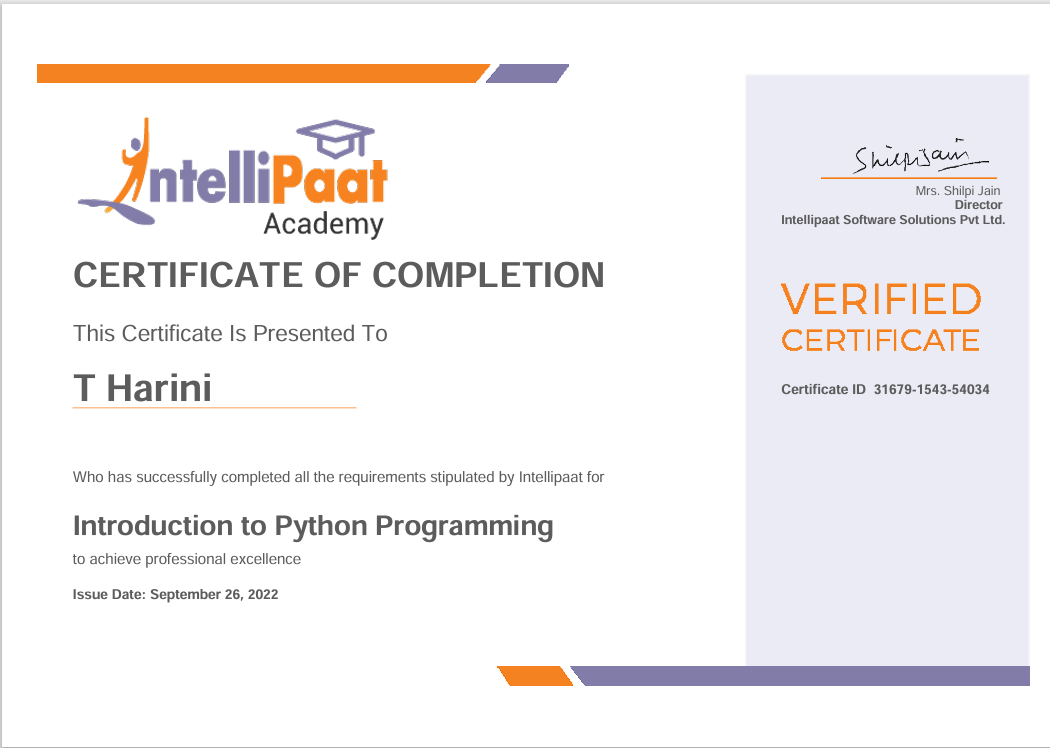 IntelliPaat
Academy
CERTIFICATE OF COMPLETION
This Certificate Is Presented To
T Harini
Who has successfully completed all the requirements stipulated by Intellipaat for
Introduction to Python Programming
to achieve professional excellence
Issue Date: September 26, 2022
Shilpi Jain
Mrs. Shilpi Jain
Director
Intellipaat Software Solutions Pvt Ltd.
VERIFIED
CERTIFICATE
Certificate ID 31679-1543-54034